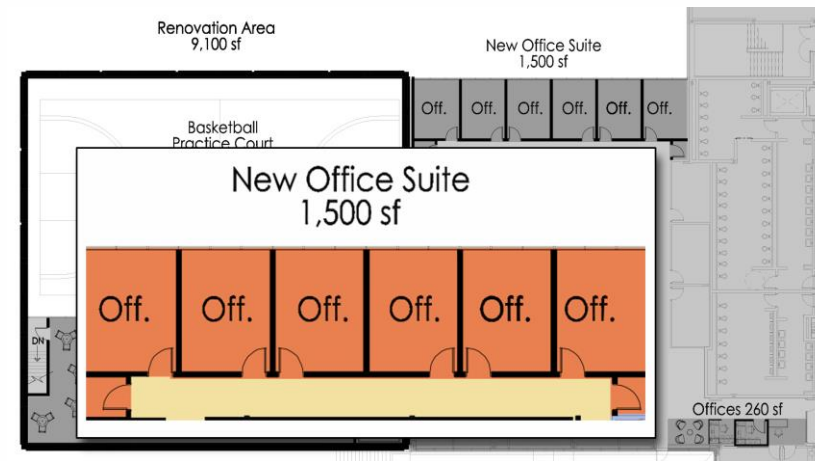 Renovation Area
9,100 sf
New Office Suite
1,500 sf
Off. Off. Off. Off. Off. Off.
Basketball
Practice Court
New Office Suite
1,500 sf
Off. Off. Off. Off. Off. Off.
DN
Offices 260 sf